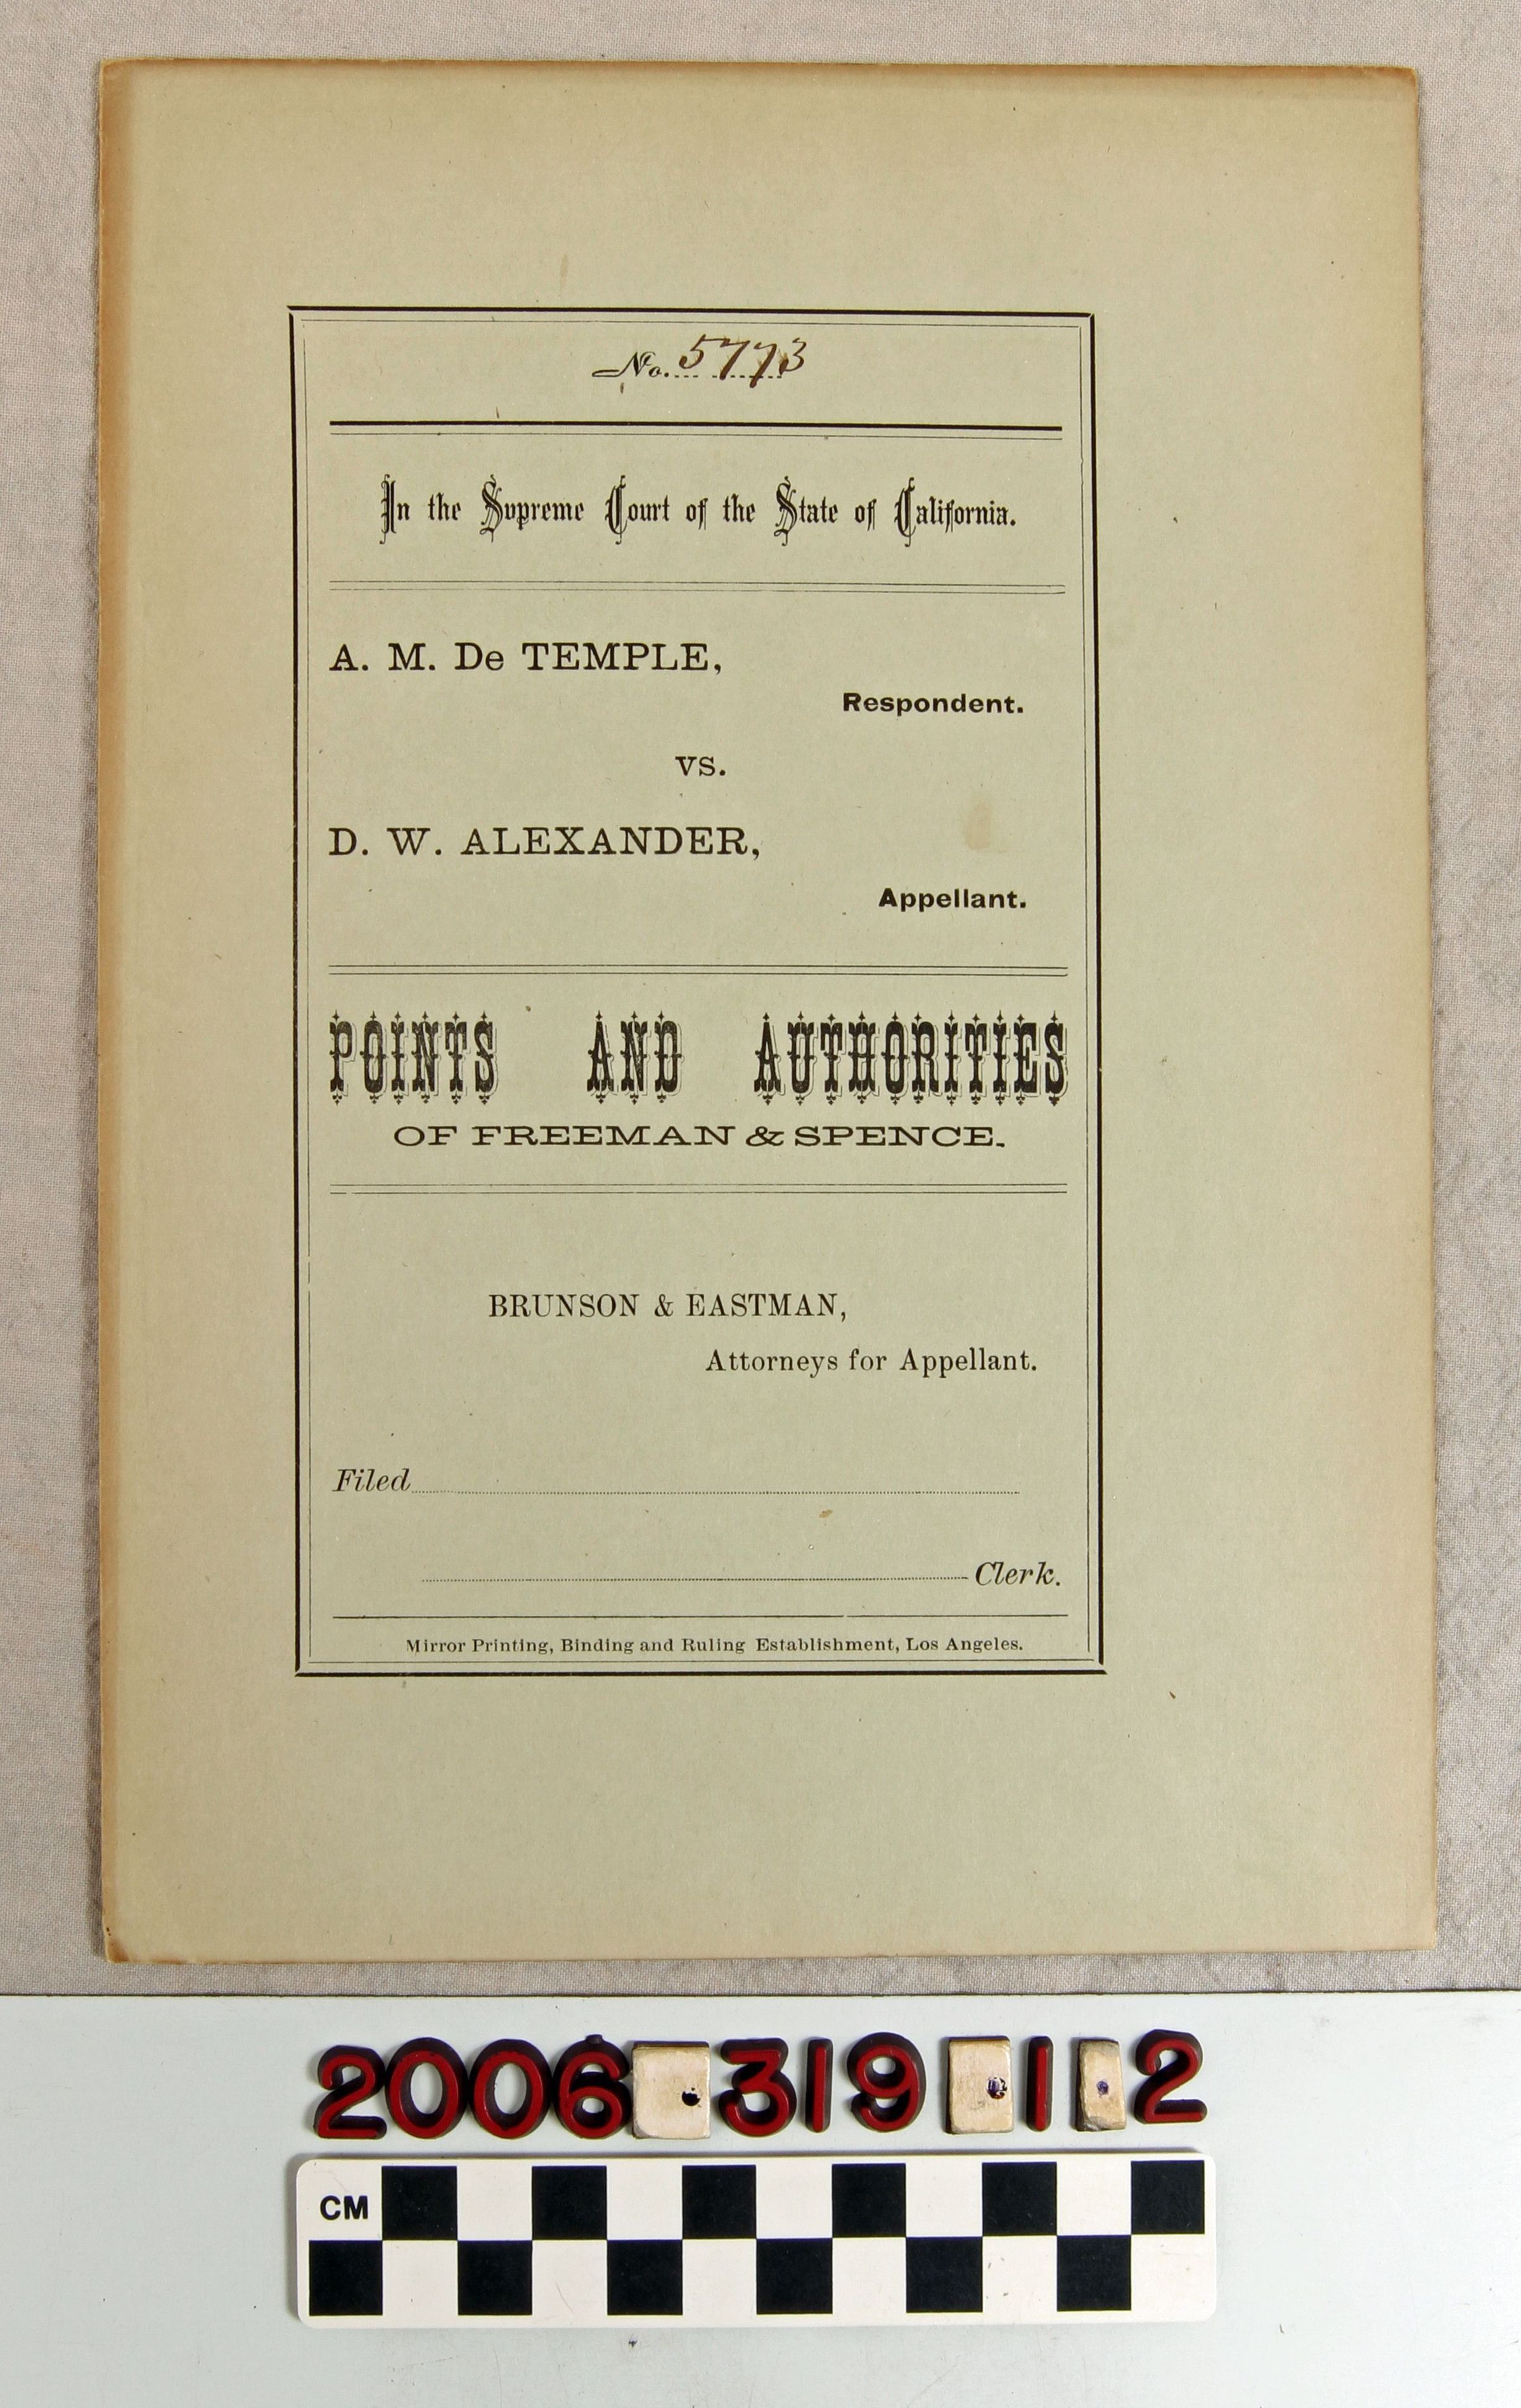 No. 5773
In the Supreme Court of the State of California.
A. M. De TEMPLE,
Respondent.
vs.
D. W. ALEXANDER,
Appellant.
POINTS AND AUTHORITIES
OF FREEMAN & SPENCE.
BRUNSON & EASTMAN,
Attorneys for Appellant.
Filed
Clerk.
Mirror Printing, Binding and Ruling Establishment, Los Angeles.
2006·319·1·2
CM